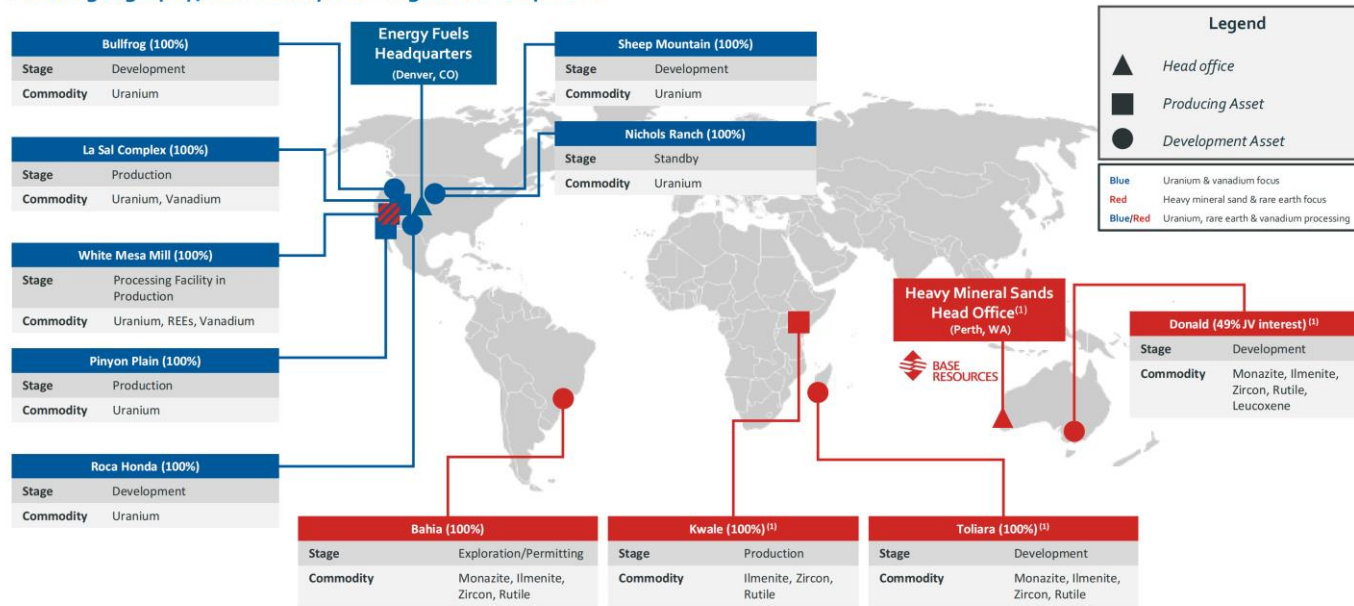 Bullfrog (100%)
Stage Development
Commodity Uranium
La Sal Complex (100%)
Stage Production
Commodity Uranium, Vanadium
White Mesa Mill (100%)
Stage Processing Facility in
Production
Commodity Uranium, REEs, Vanadium
Pinyon Plain (100%)
Stage Production
Commodity Uranium
Roca Honda (100%)
Stage Development
Commodity Uranium
Energy Fuels
Headquarters
(Denver, CO)
Sheep Mountain (100%)
Stage Development
Commodity Uranium
Nichols Ranch (100%)
Stage Standby
Commodity Uranium
Legend
Head office
Producing Asset
Development Asset
Blue Uranium & vanadium focus
Red Heavy mineral sand & rare earth focus
Blue/Red Uranium, rare earth & vanadium processing
Heavy Mineral Sands
Head Office(1)
(Perth, WA)
BASE
RESOURCES
Donald (49% JV interest) (1)
Stage Development
Commodity Monazite, Ilmenite,
Zircon, Rutile,
Leucoxene
Bahia (100%)
Stage Exploration/Permitting
Commodity Monazite, Ilmenite,
Zircon, Rutile
Kwale (100%) (1)
Stage Production
Commodity Ilmenite, Zircon,
Rutile
Toliara (100%) (1)
Stage Development
Commodity Monazite, Ilmenite,
Zircon, Rutile